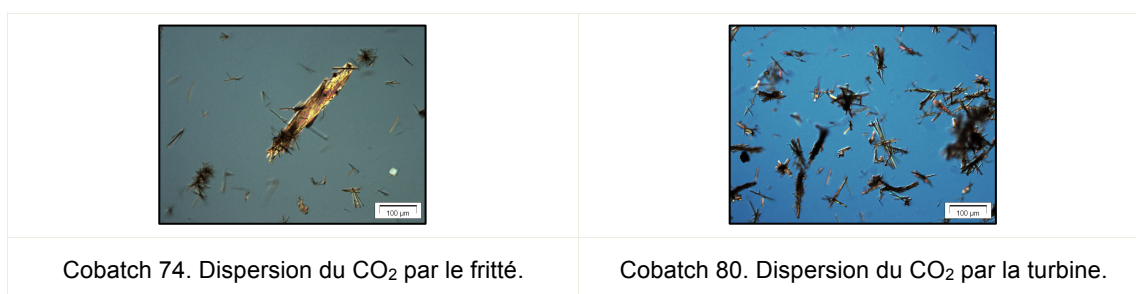 100 µm
100 µm
Cobatch 74. Dispersion du CO₂ par le fritté.
Cobatch 80. Dispersion du CO₂ par la turbine.